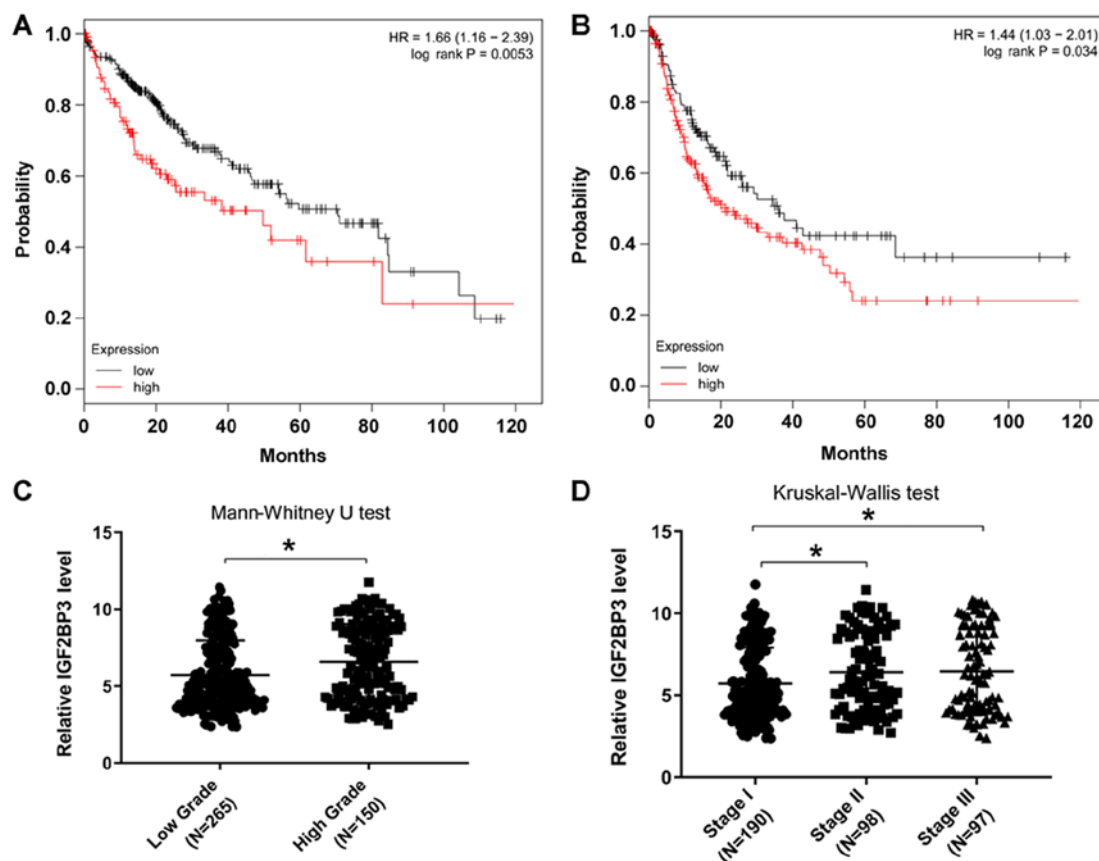 A
HR = 1.66 (1.16 − 2.39)
log rank P = 0.0053
1.0
0.8
0.6
0.4
0.2
0.0
Probability
Expression
low
high
0 20 40 60 80 100 120
Months
B
HR = 1.44 (1.03 − 2.01)
log rank P = 0.034
1.0
0.8
0.6
0.4
0.2
0.0
Probability
Expression
low
high
0 20 40 60 80 100 120
Months
C
Mann-Whitney U test
*
15
10
5
0
Relative IGF2BP3 level
Low Grade
(N=265)
High Grade
(N=150)
D
Kruskal-Wallis test
*
*
15
10
5
0
Relative IGF2BP3 level
Stage I
(N=190)
Stage II
(N=98)
Stage III
(N=97)